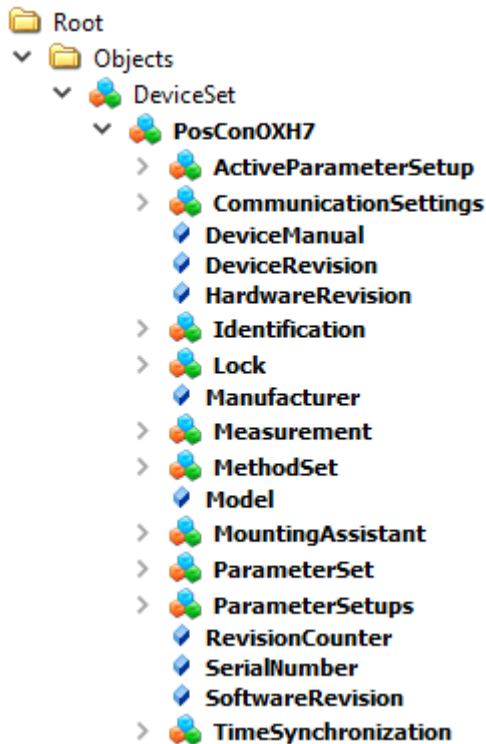 Root
Objects
DeviceSet
PosConOXH7
ActiveParameterSetup
CommunicationSettings
DeviceManual
DeviceRevision
HardwareRevision
Identification
Lock
Manufacturer
Measurement
MethodSet
Model
MountingAssistant
ParameterSet
ParameterSetups
RevisionCounter
SerialNumber
SoftwareRevision
TimeSynchronization